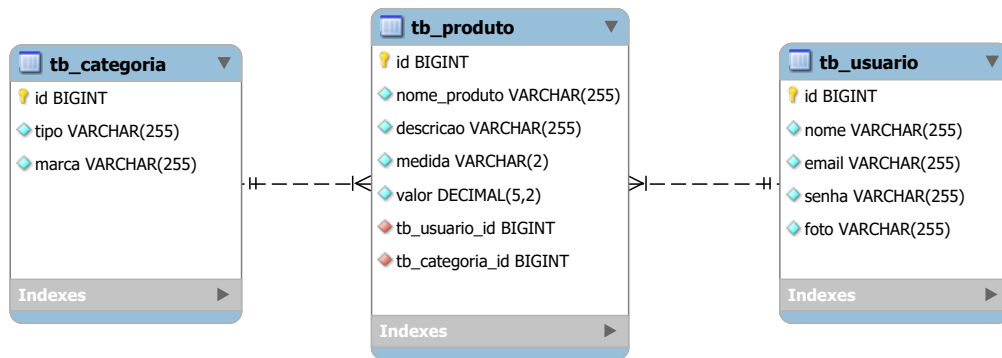 tb_categoria
id BIGINT
tipo VARCHAR(255)
marca VARCHAR(255)
Indexes
tb_produto
id BIGINT
nome_produto VARCHAR(255)
descricao VARCHAR(255)
medida VARCHAR(2)
valor DECIMAL(5,2)
tb_usuario_id BIGINT
tb_categoria_id BIGINT
Indexes
tb_usuario
id BIGINT
nome VARCHAR(255)
email VARCHAR(255)
senha VARCHAR(255)
foto VARCHAR(255)
Indexes